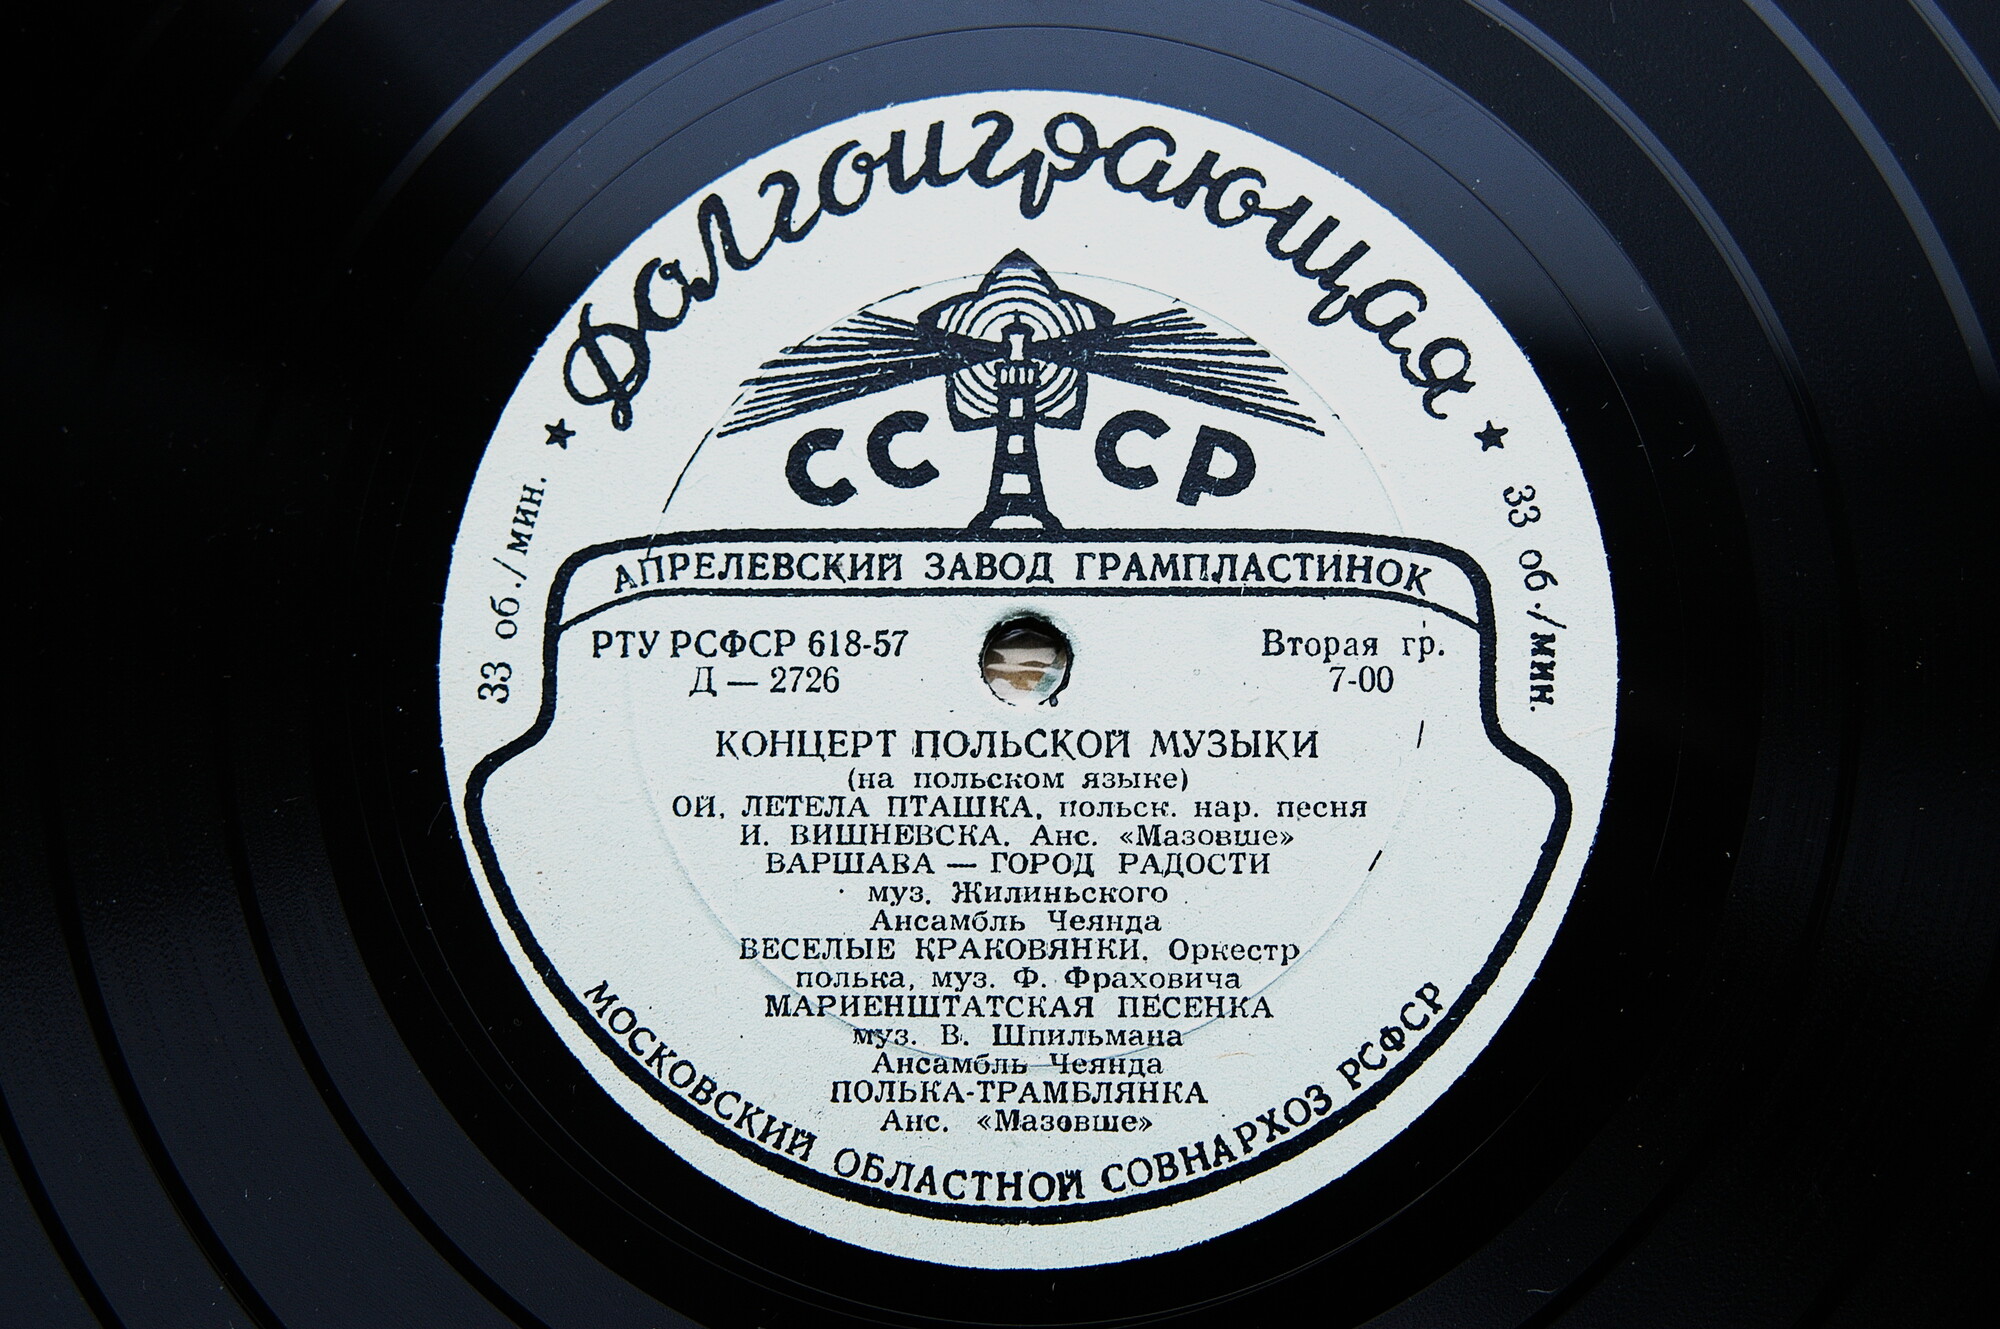 Долгоиграющая
★ 33 об./мин.
★ 33 об./мин.
СССР
АПРЕЛЕВСКИЙ ЗАВОД ГРАМПЛАСТИНОК
РТУ РСФСР 618-57 Вторая гр.
Д — 2726 7-00
КОНЦЕРТ ПОЛЬСКОЙ МУЗЫКИ
(на польском языке)
ОЙ, ЛЕТЕЛА ПТАШКА, польск. нар. песня
И. ВИШНЕВСКА. Анс. «Мазовше»
ВАРШАВА — ГОРОД РАДОСТИ
муз. Жилиньского
Ансамбль Чеянда
ВЕСЕЛЫЕ КРАКОВЯНКИ. Оркестр
полька, муз. Ф. Фраховича
МАРИЕНШТАТСКАЯ ПЕСЕНКА
муз. В. Шпильмана
Ансамбль Чеянда
ПОЛЬКА-ТРАМБЛЯНКА
Анс. «Мазовше»
МОСКОВСКИЙ ОБЛАСТНОЙ СОВНАРХОЗ РСФСР